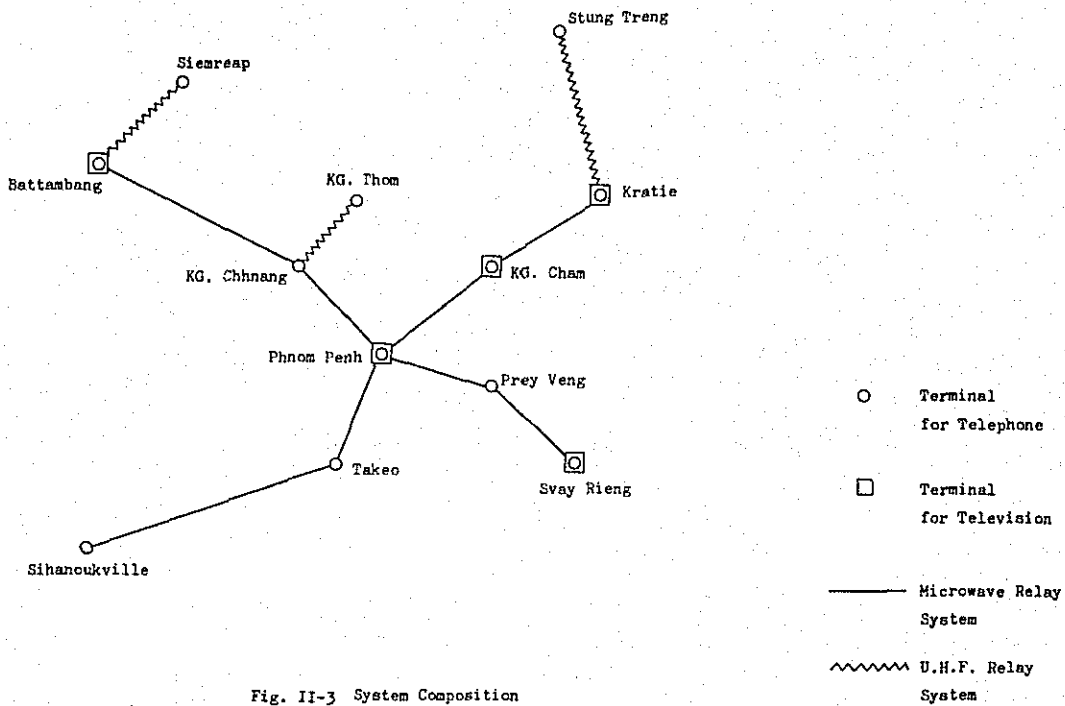 Stung Treng
Siemreap
Battambang
KG. Thom
Kratie
KG. Chhnang
KG. Cham
Phnom Penh
Prey Veng
Takeo
Svay Rieng
Sihanoukville
Terminal
for Telephone
Terminal
for Television
Microwave Relay
System
U.H.F. Relay
System
Fig. II-3 System Composition